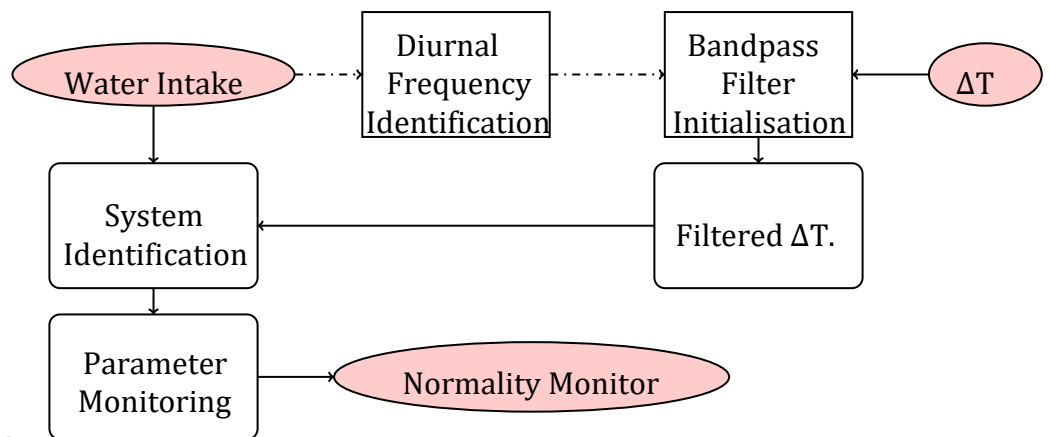 Water Intake
Diurnal
Frequency
Identification
Bandpass
Filter
Initialisation
ΔT
System
Identification
Filtered ΔT.
Parameter
Monitoring
Normality Monitor